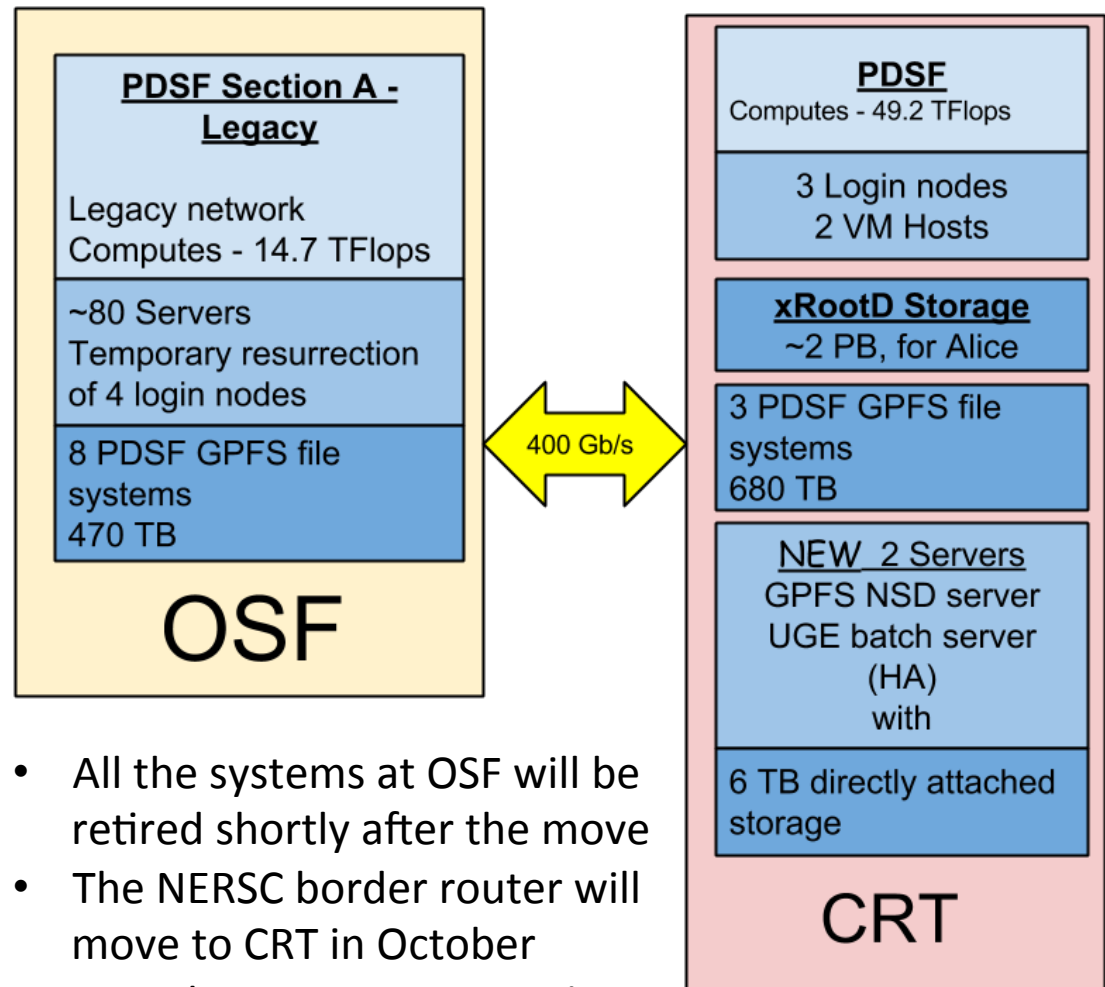 PDSF Section A -
Legacy
Legacy network
Computes - 14.7 TFlops
~80 Servers
Temporary resurrection
of 4 login nodes
8 PDSF GPFS file
systems
470 TB
OSF
400 Gb/s
PDSF
Computes - 49.2 TFlops
3 Login nodes
2 VM Hosts
xRootD Storage
~2 PB, for Alice
3 PDSF GPFS file
systems
680 TB
NEW 2 Servers
GPFS NSD server
UGE batch server
(HA)
with
6 TB directly attached
storage
CRT
• All the systems at OSF will be
retired shortly after the move
• The NERSC border router will
move to CRT in October